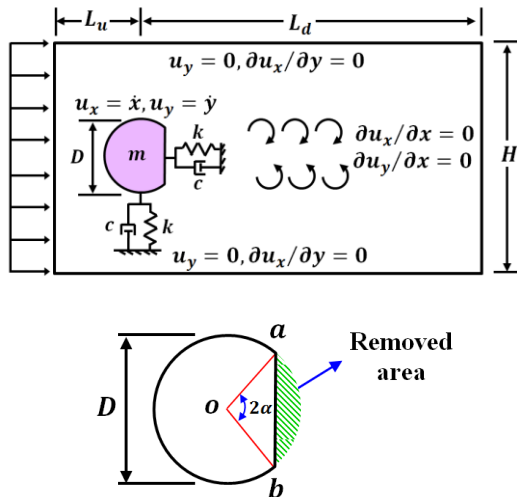 L_u L_d
u_y = 0, ∂u_x/∂y = 0
u_x = ẋ, u_y = ẏ
k
∂u_x/∂x = 0
D m H
∂u_y/∂x = 0
c
c k
u_y = 0, ∂u_x/∂y = 0
a
Removed
area
D o 2α
b